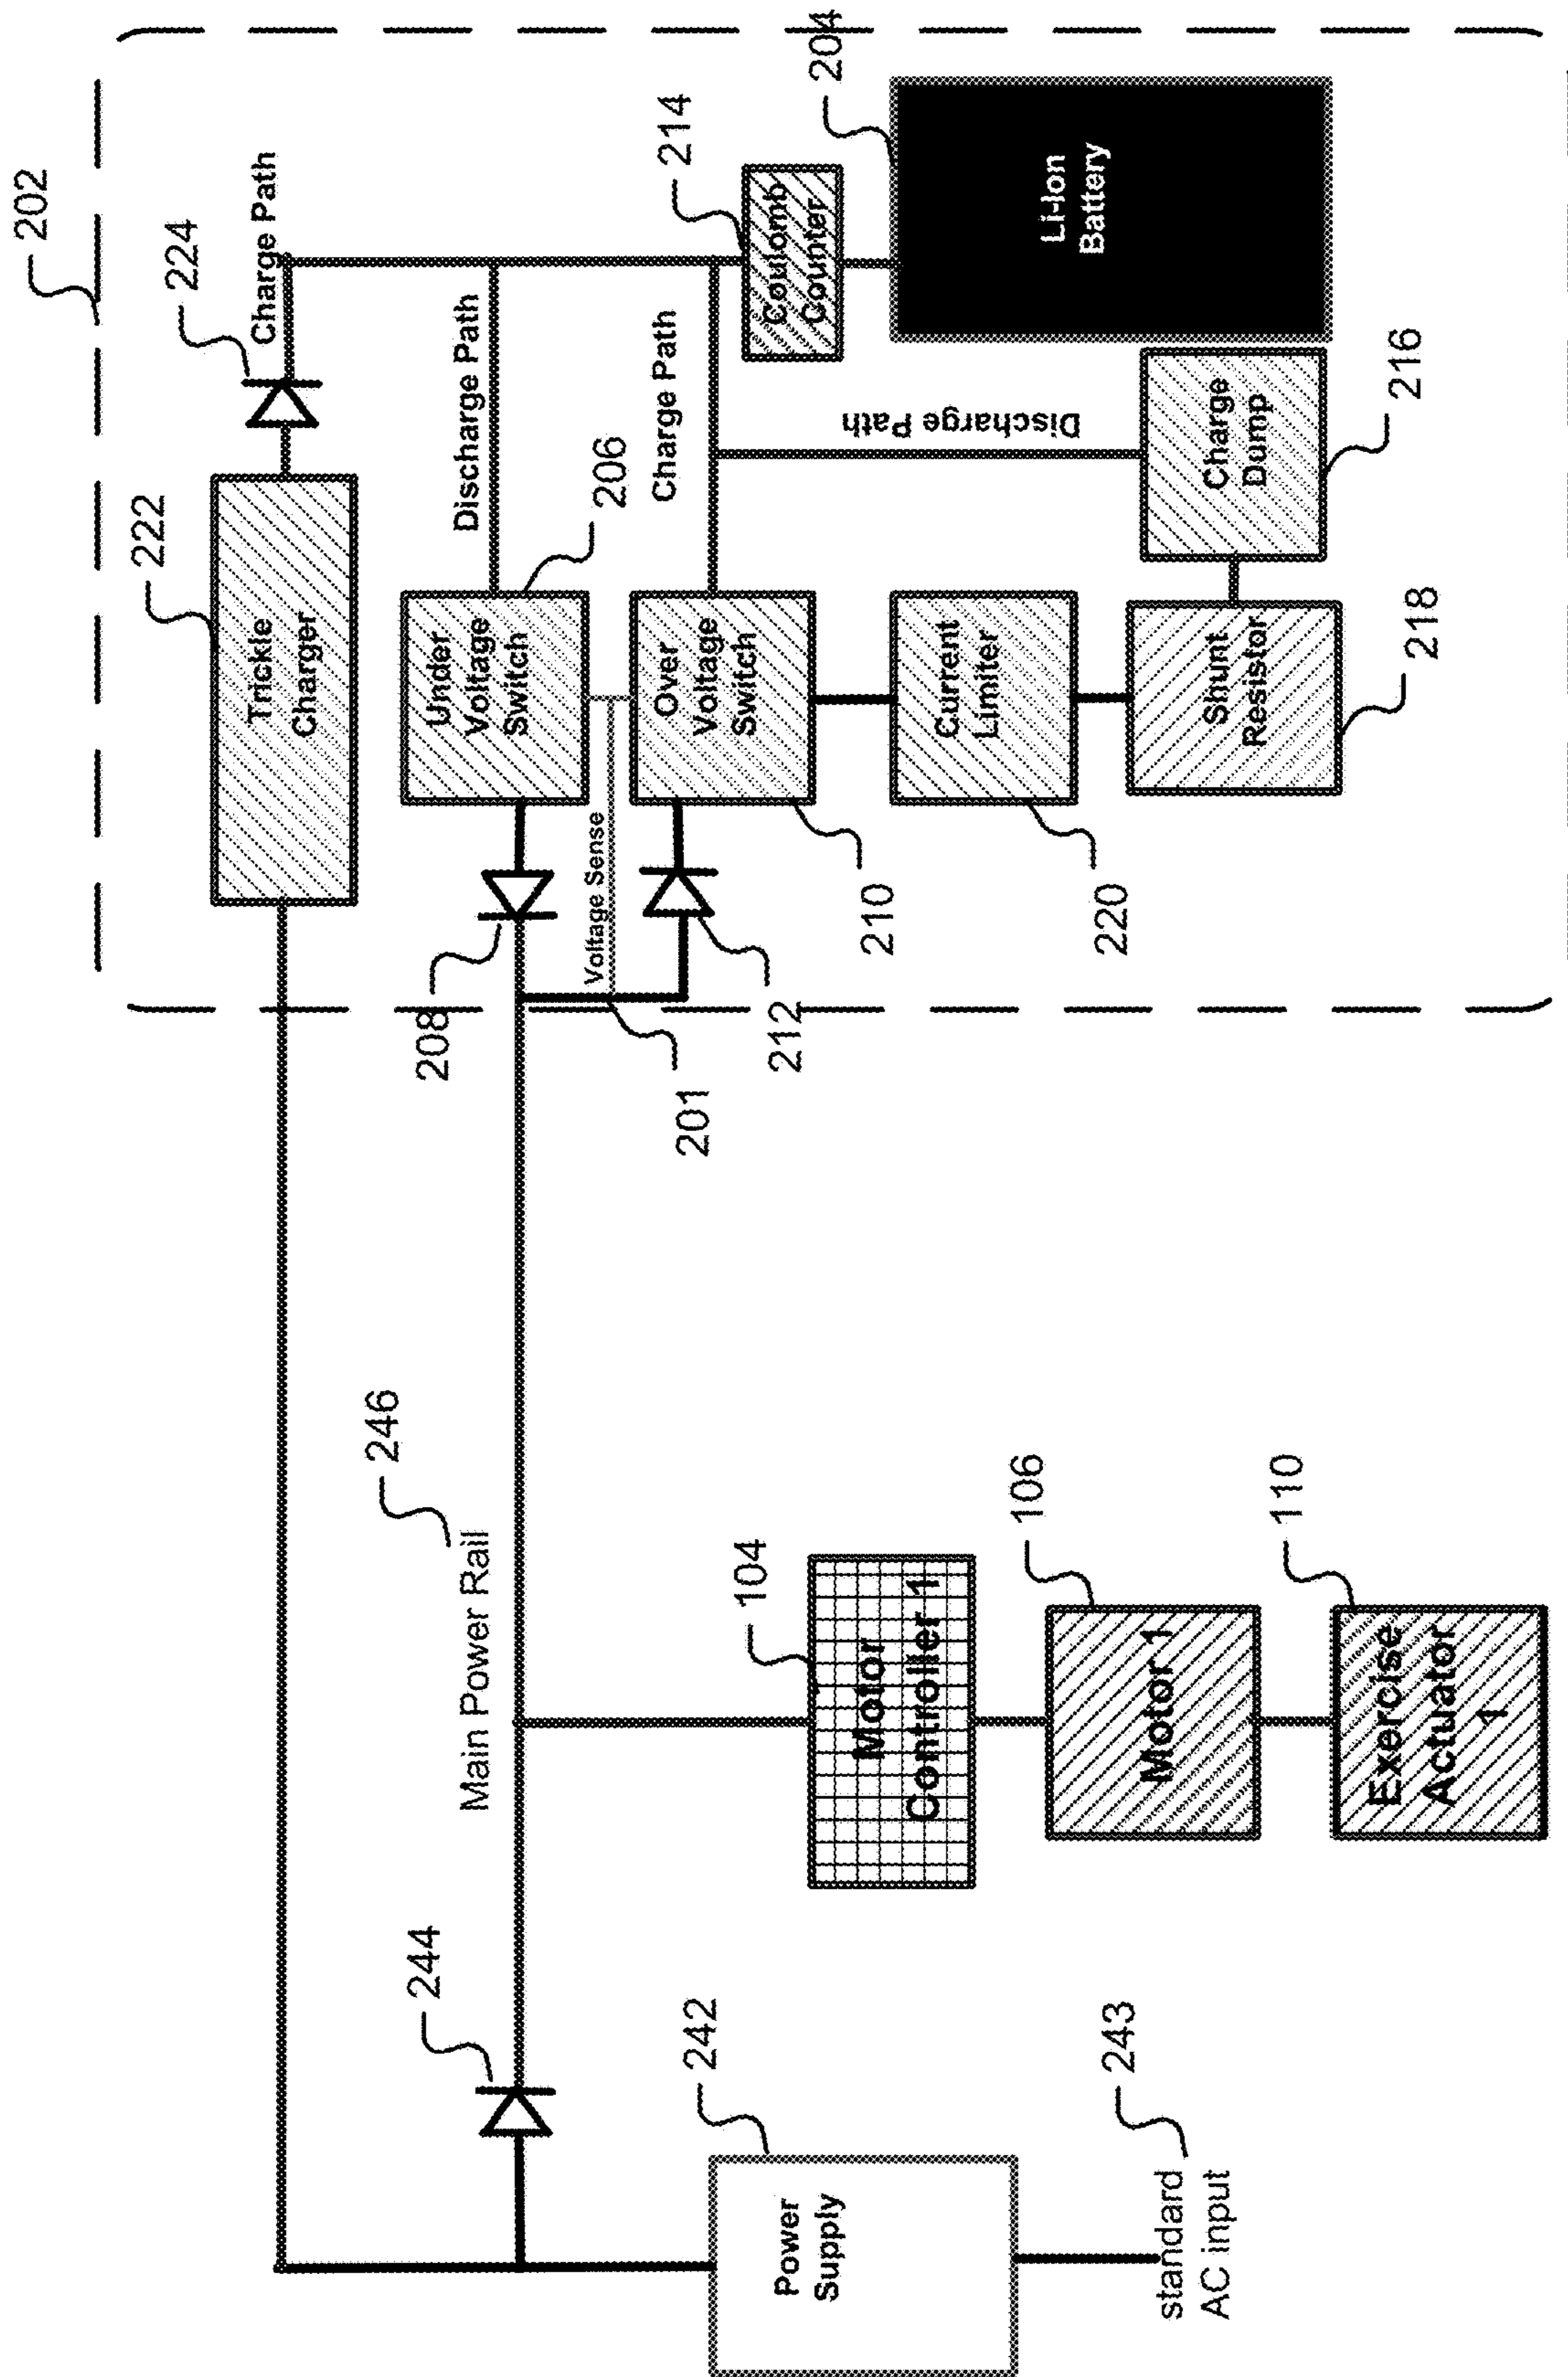 202
222
Trickle
Charger
224
Charge Path
Discharge Path
206
Under
Voltage
Switch
208
Voltage Sense
201
212
Over
Voltage
Switch
210
Charge Path
214
Coulomb
Counter
204
Li-Ion
Battery
Discharge Path
Charge
Dump
216
Shunt
Resistor
218
Current
Limiter
220
Main Power Rail
246
244
104
Motor
Controller 1
106
Motor 1
110
Exercise
Actuator
1
242
Power
Supply
243
standard
AC input